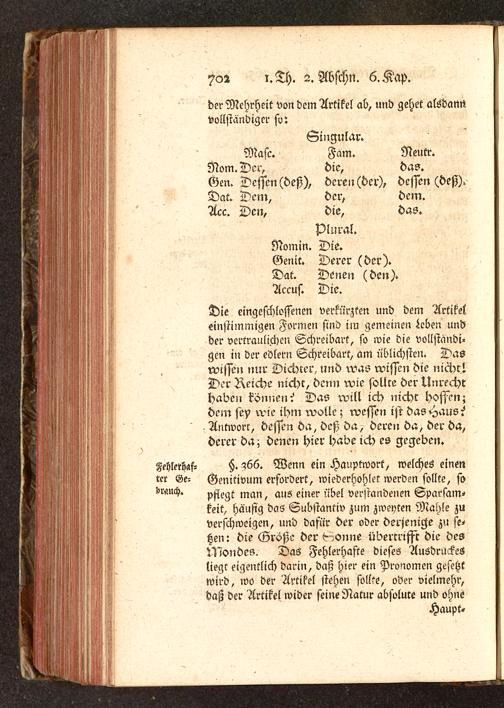 702 1. Th. 2. Abschn. 6. Kap.
der Mehrheit von dem Artikel ab, und gehet alsdann
vollständiger so:
Singular.
Masc. Fäm. Neutr.
Nom. Der, die, das.
Gen. Dessen (deß), deren (der), dessen (deß).
Dat. Dem, der, dem.
Acc. Den, die, das.
Plural.
Nomin. Die.
Genit. Derer (der).
Dat. Denen (den).
Accus. Die.
Die eingeschlossenen verkürzten und dem Artikel
einstimmigen Formen sind im gemeinen Leben und
der vertraulichen Schreibart, so wie die vollständi-
gen in der edlern Schreibart, am üblichsten. Das
wissen nur Dichter, und was wissen die nicht!
Der Reiche nicht, denn wie sollte der Unrecht
haben können? Das will ich nicht hoffen;
dem sey wie ihm wolle; wessen ist das Haus?
Antwort, dessen da, deß da, deren da, der da,
derer da; denen hier habe ich es gegeben.
Fehlerhaf-
ter Ge-
brauch.
§. 366. Wenn ein Hauptwort, welches einen
Genitivum erfordert, wiederhohlet werden sollte, so
pflegt man, aus einer übel verstandenen Sparsam-
keit, häufig das Substantiv zum zweyten Mahle zu
verschweigen, und dafür der oder derjenige zu se-
tzen: die Größe der Sonne übertrifft die des
Mondes. Das Fehlerhafte dieses Ausdruckes
liegt eigentlich darin, daß hier ein Pronomen gesetzt
wird, wo der Artikel stehen sollte, oder vielmehr,
daß der Artikel wider seine Natur absolute und ohne
Haupt-